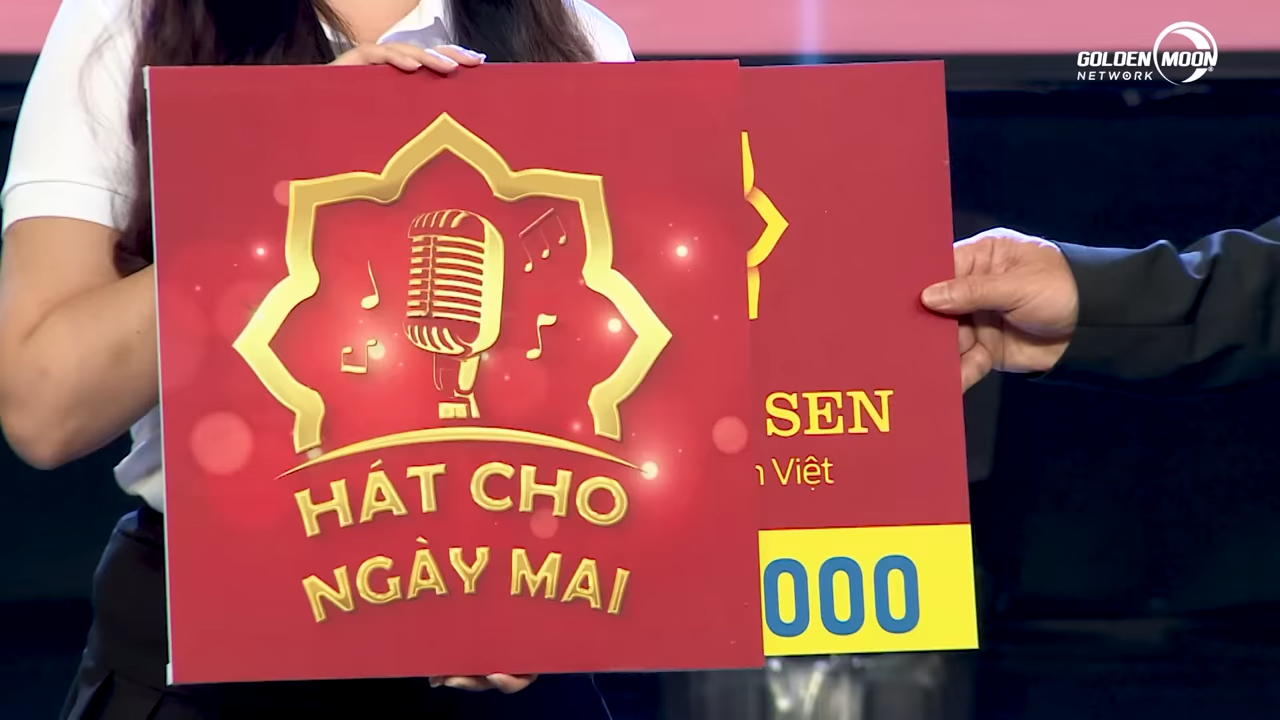 GOLDEN MOON
NETWORK
HÁT CHO
NGÀY MAI
SEN
Việt
000